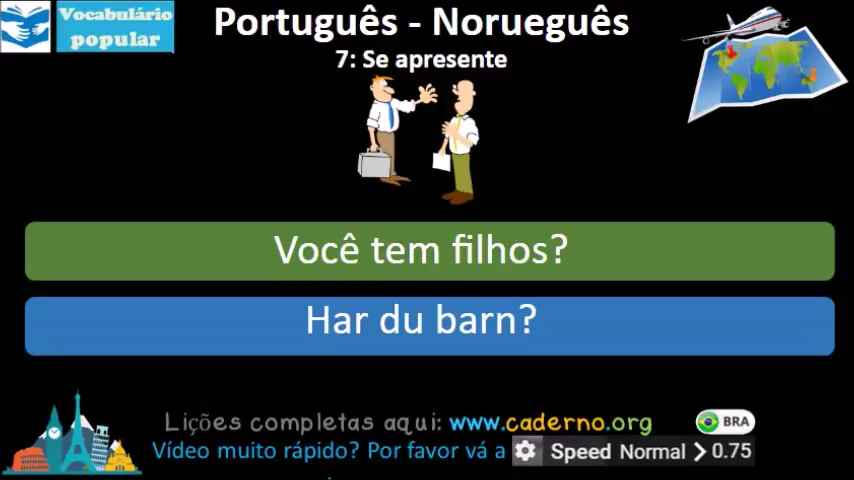 Vocabulário
popular
Português - Norueguês
7: Se apresente
Você tem filhos?
Har du barn?
Lições completas aqui: www.caderno.org
BRA
Vídeo muito rápido? Por favor vá a Speed Normal > 0.75